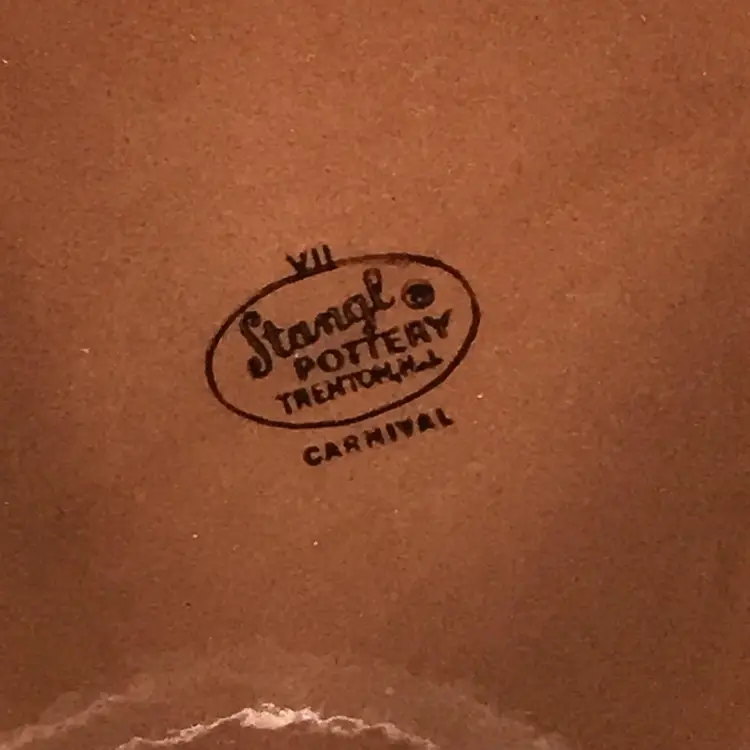 VII
Stangl ®
POTTERY
TRENTON, N.J.
CARNIVAL